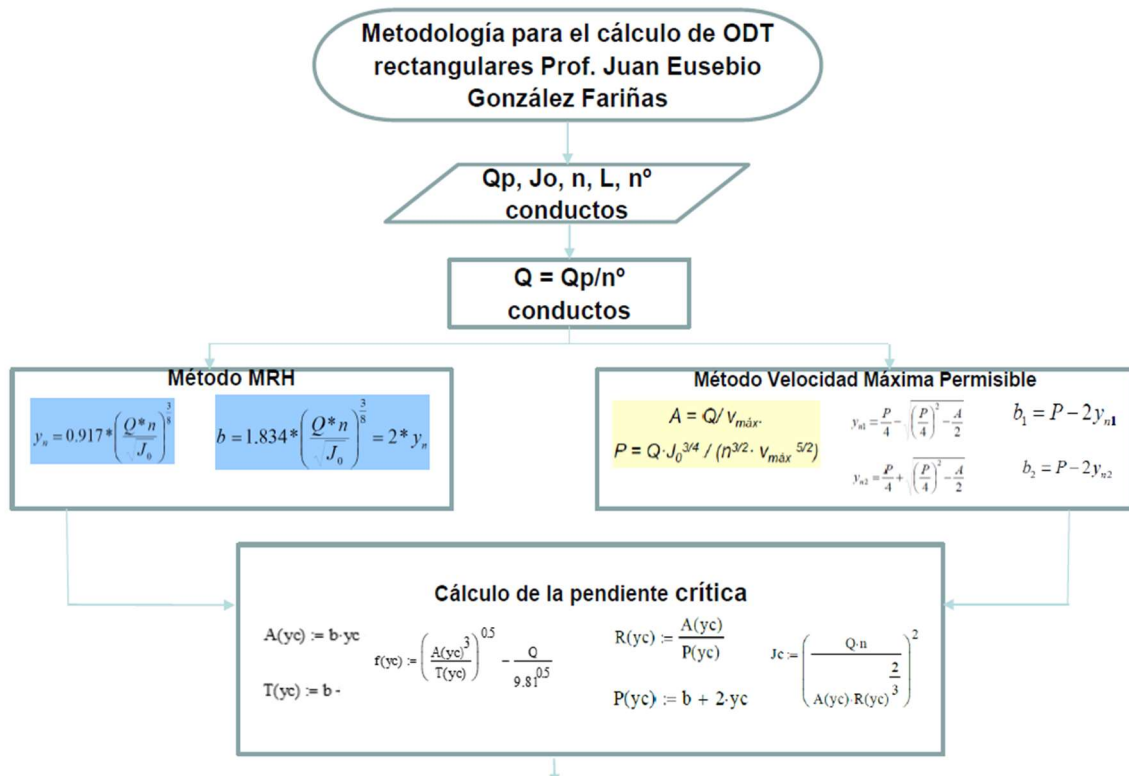 Metodología para el cálculo de ODT
rectangulares Prof. Juan Eusebio
González Fariñas
Qp, Jo, n, L, nº
conductos
Q = Qp/nº
conductos
Método MRH
y_n = 0.917 * (Q*n / √J_0)^(3/8)
b = 1.834 * (Q*n / √J_0)^(3/8) = 2 * y_n
Método Velocidad Máxima Permisible
A = Q/ v_máx.
P = Q·J_0^3/4 / (n^3/2 · v_máx^5/2)
y_n1 = P/4 - √((P/4)^2 - A/2)
b_1 = P - 2y_n1
y_n2 = P/4 + √((P/4)^2 - A/2)
b_2 = P - 2y_n2
Cálculo de la pendiente crítica
A(yc) := b·yc
T(yc) := b -
f(yc) := (A(yc)^3 / T(yc))^0.5 - Q / 9.81^0.5
R(yc) := A(yc) / P(yc)
P(yc) := b + 2·yc
Jc := (Q·n / A(yc)·R(yc)^(2/3))^2